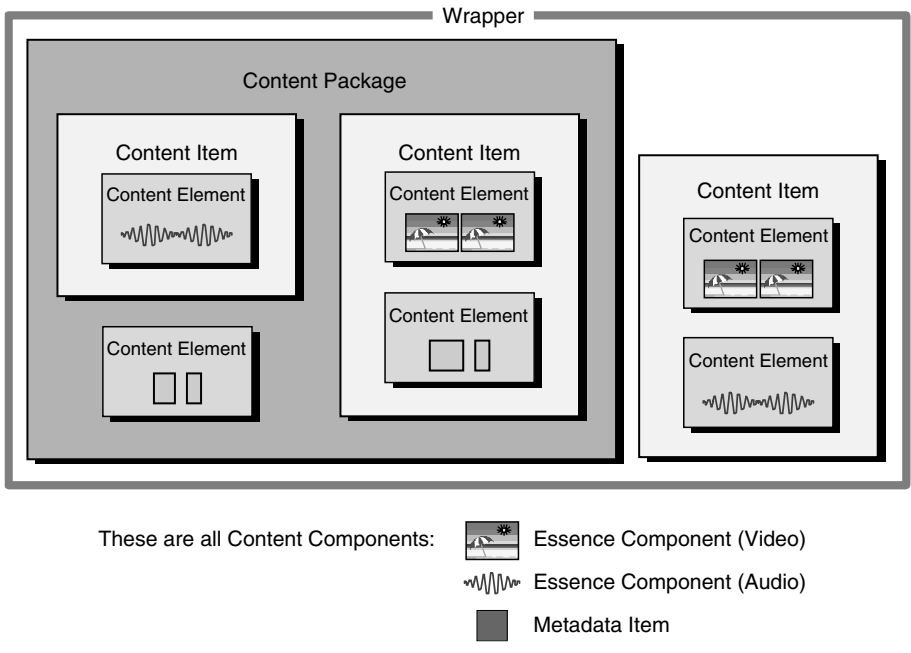 Wrapper
Content Package
Content Item
Content Element
Content Element
Content Item
Content Element
Content Element
Content Item
Content Element
Content Element
These are all Content Components:
Essence Component (Video)
Essence Component (Audio)
Metadata Item